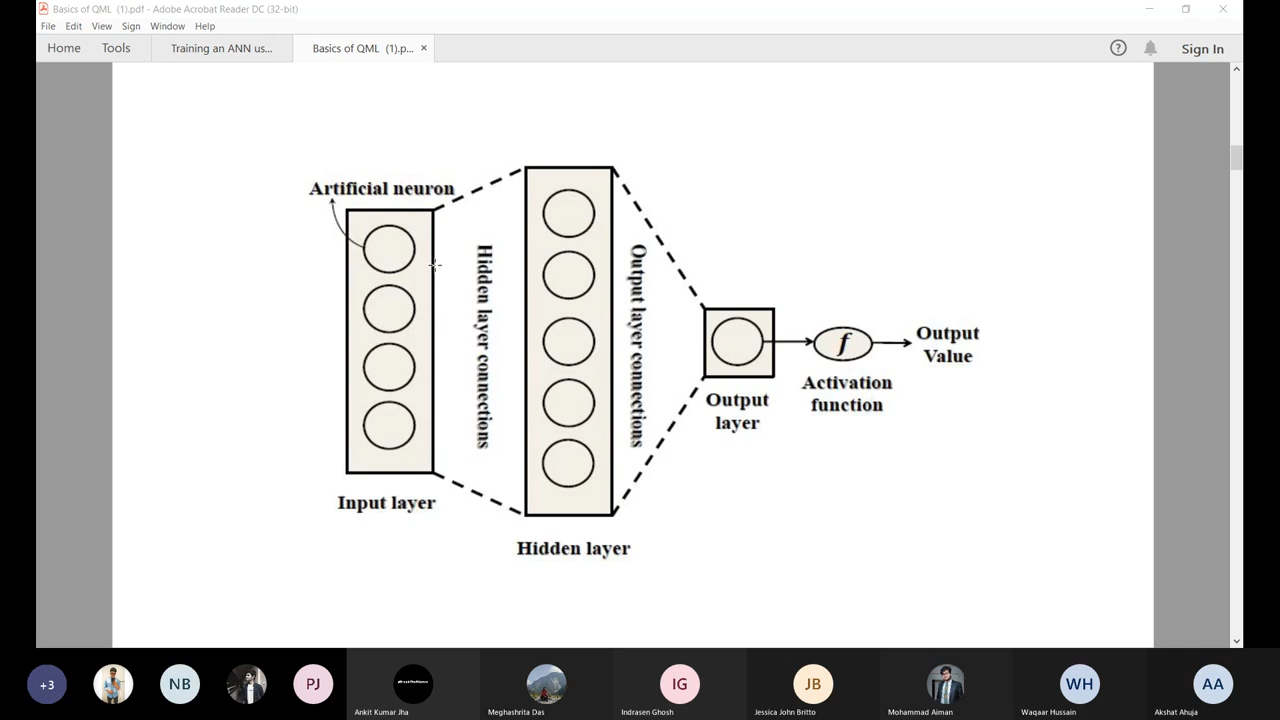 Basics of QML (1).pdf - Adobe Acrobat Reader DC (32-bit)
File Edit View Sign Window Help
Home Tools Training an ANN us... Basics of QML (1).p... × Sign In
Artificial neuron
Hidden layer connections
Output layer connections
f
Output
Value
Activation
function
Output
layer
Input layer
Hidden layer
+3 NB PJ IG JB WH AA
Ankit Kumar Jha Meghashrita Das Indrasen Ghosh Jessica John Britto Mohammad Aiman Waqaar Hussain Akshat Ahuja